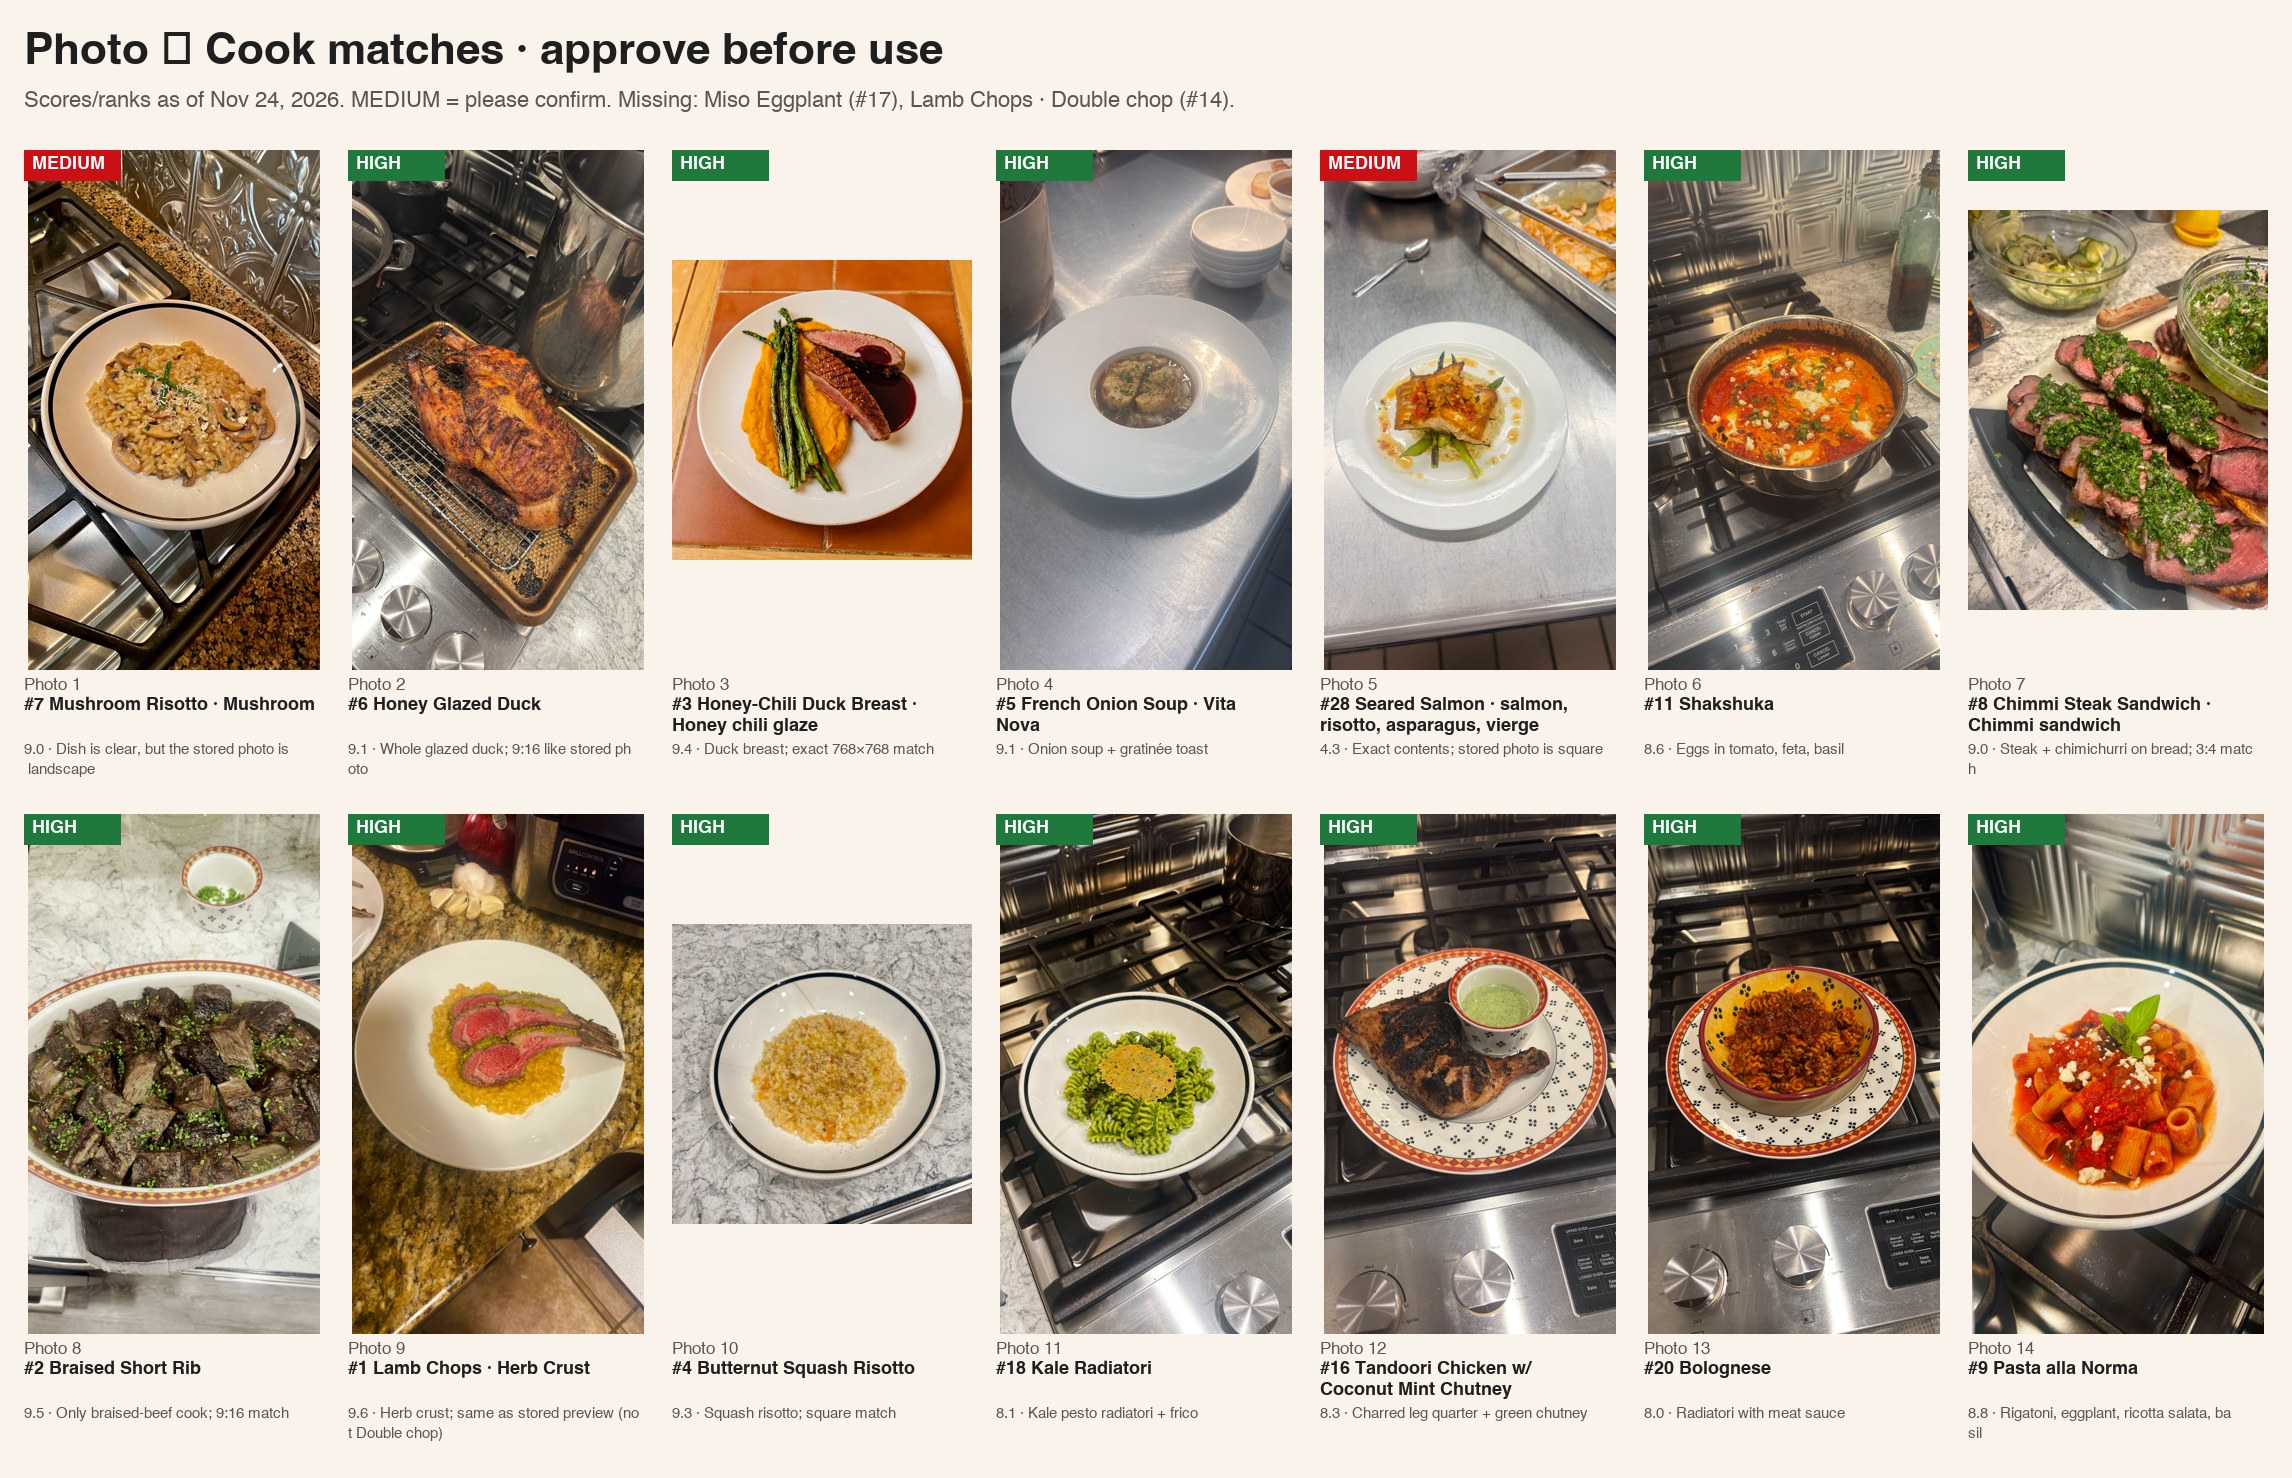 Photo □ Cook matches · approve before use
Scores/ranks as of Nov 24, 2026. MEDIUM = please confirm. Missing: Miso Eggplant (#17), Lamb Chops · Double chop (#14).
MEDIUM
HIGH
HIGH
HIGH
MEDIUM
HIGH
HIGH
Photo 1
#7 Mushroom Risotto · Mushroom
9.0 · Dish is clear, but the stored photo is
landscape
Photo 2
#6 Honey Glazed Duck
9.1 · Whole glazed duck; 9:16 like stored ph
oto
Photo 3
#3 Honey-Chili Duck Breast ·
Honey chili glaze
9.4 · Duck breast; exact 768×768 match
Photo 4
#5 French Onion Soup · Vita
Nova
9.1 · Onion soup + gratinée toast
Photo 5
#28 Seared Salmon · salmon,
risotto, asparagus, vierge
4.3 · Exact contents; stored photo is square
START
CANCEL
CANCEL
Photo 6
#11 Shakshuka
8.6 · Eggs in tomato, feta, basil
Photo 7
#8 Chimmi Steak Sandwich ·
Chimmi sandwich
9.0 · Steak + chimichurri on bread; 3:4 matc
h
HIGH
HIGH
HIGH
HIGH
HIGH
HIGH
HIGH
Photo 8
#2 Braised Short Rib
9.5 · Only braised-beef cook; 9:16 match
Photo 9
#1 Lamb Chops · Herb Crust
9.6 · Herb crust; same as stored preview (no
t Double chop)
Photo 10
#4 Butternut Squash Risotto
9.3 · Squash risotto; square match
Photo 11
#18 Kale Radiatori
8.1 · Kale pesto radiatori + frico
Photo 12
#16 Tandoori Chicken w/
Coconut Mint Chutney
8.3 · Charred leg quarter + green chutney
Photo 13
#20 Bolognese
8.0 · Radiatori with meat sauce
Photo 14
#9 Pasta alla Norma
8.8 · Rigatoni, eggplant, ricotta salata, ba
sil